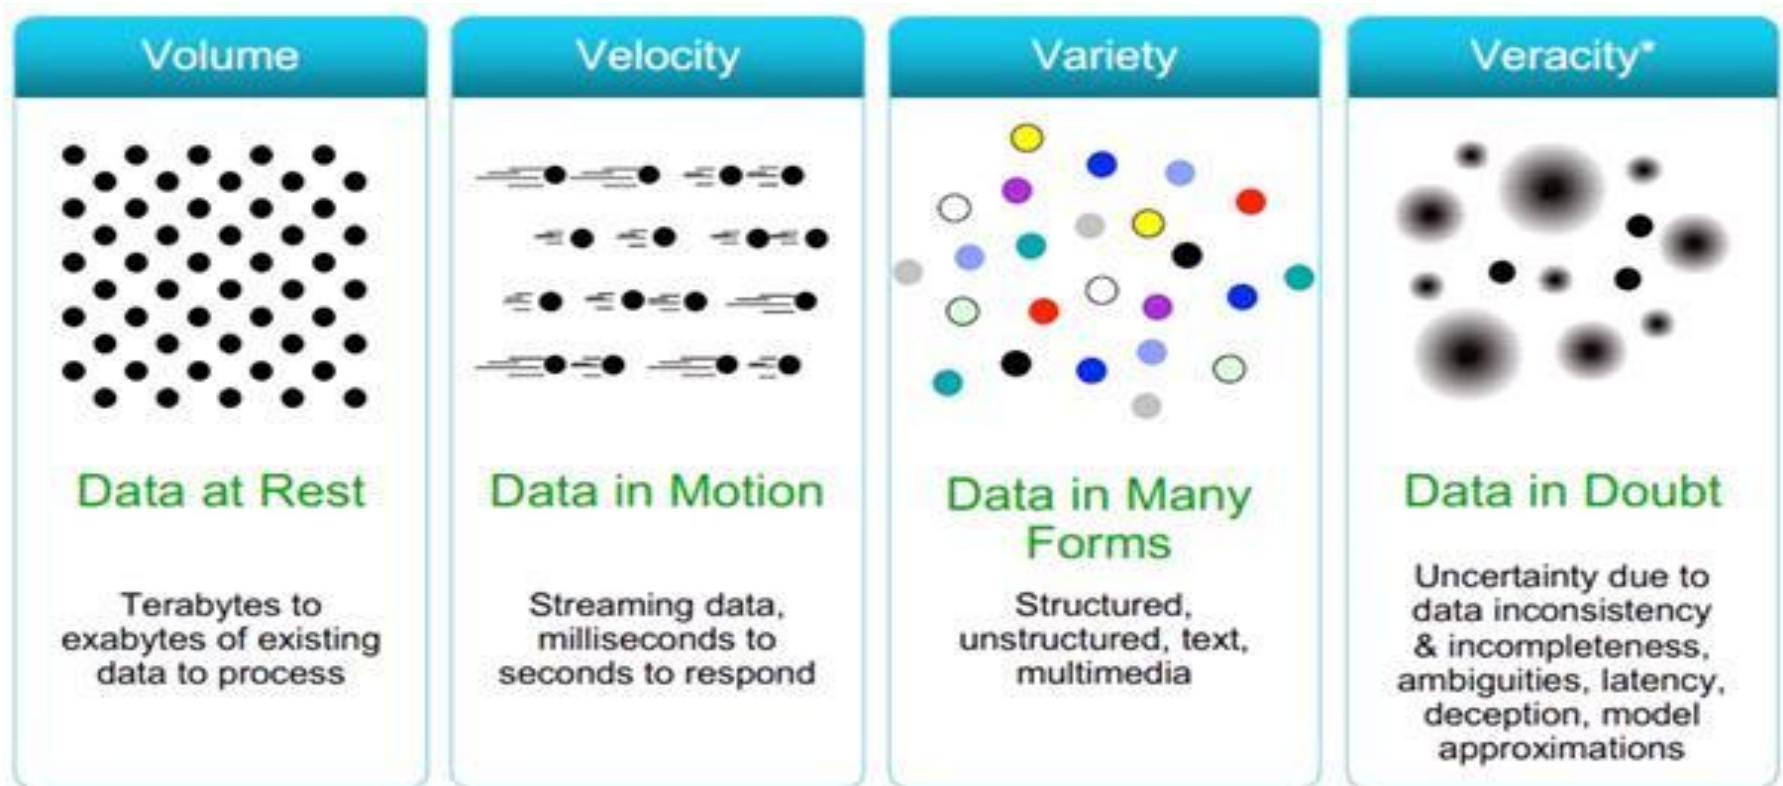 Volume
Data at Rest
Terabytes to
exabytes of existing
data to process
Velocity
Data in Motion
Streaming data,
milliseconds to
seconds to respond
Variety
Data in Many
Forms
Structured,
unstructured, text,
multimedia
Veracity*
Data in Doubt
Uncertainty due to
data inconsistency
& incompleteness,
ambiguities, latency,
deception, model
approximations